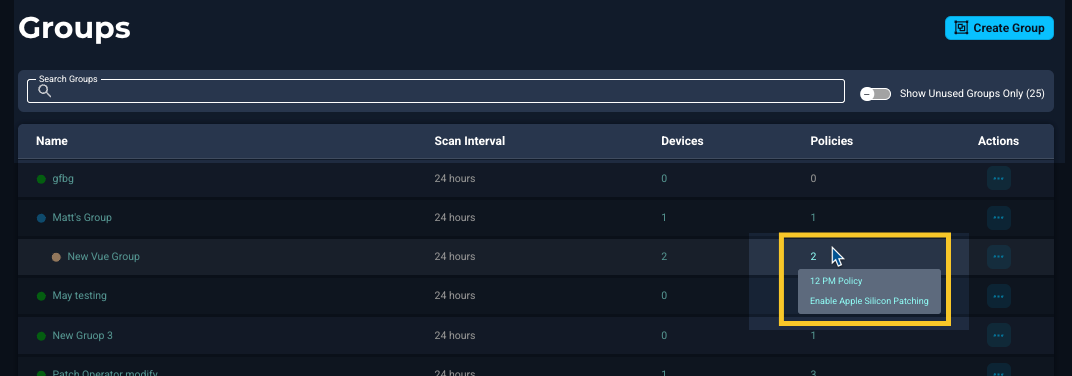 Groups
Create Group
Search Groups
Show Unused Groups Only (25)
Name Scan Interval Devices Policies Actions
gfbg 24 hours 0 0
Matt's Group 24 hours 1 1
New Vue Group 24 hours 2 2
12 PM Policy
May testing 24 hours 0
Enable Apple Silicon Patching
New Gruop 3 24 hours 0 1
Patch Operator modify 24 hours 1 3